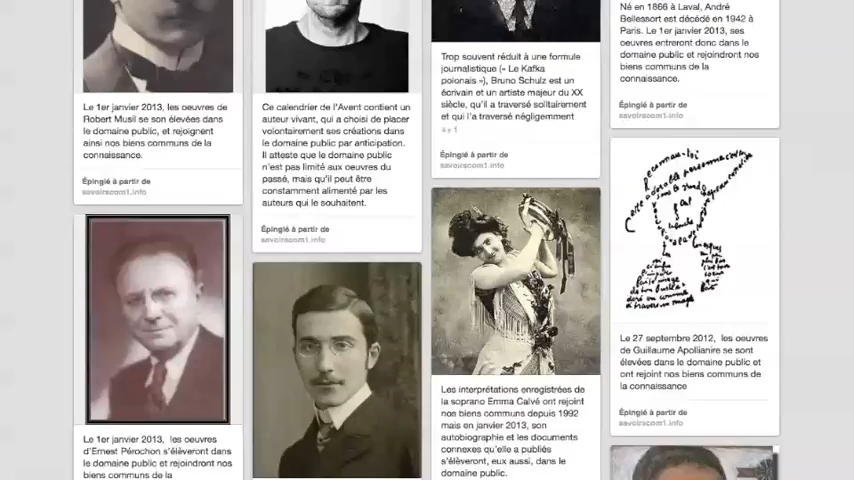 Le 1er janvier 2013, les oeuvres de
Robert Musil se son élevées dans
le domaine public, et rejoignent
ainsi nos biens communs de la
connaissance.
Épinglé à partir de
savoirscom1.info
Le 1er janvier 2013, les oeuvres
d'Ernest Pérochon s'élèveront dans
le domaine public et rejoindront nos
biens communs de la
Ce calendrier de l'Avent contient un
auteur vivant, qui a choisi de placer
volontairement ses créations dans
le domaine public par anticipation.
Il atteste que le domaine public
n'est pas limité aux oeuvres du
passé, mais qu'il peut être
constamment alimenté par les
auteurs qui le souhaitent.
Épinglé à partir de
savoirscom1.info
Trop souvent réduit à une formule
journalistique (« Le Kafka
polonais »), Bruno Schulz est un
écrivain et un artiste majeur du XX
siècle, qu'il a traversé solitairement
et qui l'a traversé négligemment
Épinglé à partir de
savoirscom1.info
Les interprétations enregistrées de
la soprano Emma Calvé ont rejoint
nos biens communs depuis 1992
mais en janvier 2013, son
autobiographie et les documents
connexes qu'elle a publiés
s'élèveront, eux aussi, dans le
domaine public.
Né en 1866 à Laval, André
Bellessort est décédé en 1942 à
Paris. Le 1er janvier 2013, ses
oeuvres entreront donc dans le
domaine public et rejoindront nos
biens communs de la
connaissance.
Épinglé à partir de
savoirscom1.info
Reconnais-toi
Le 27 septembre 2012, les oeuvres
de Guillaume Apollianire se sont
élevées dans le domaine public et
ont rejoint nos biens communs de
la connaissance
Épinglé à partir de
savoirscom1.info